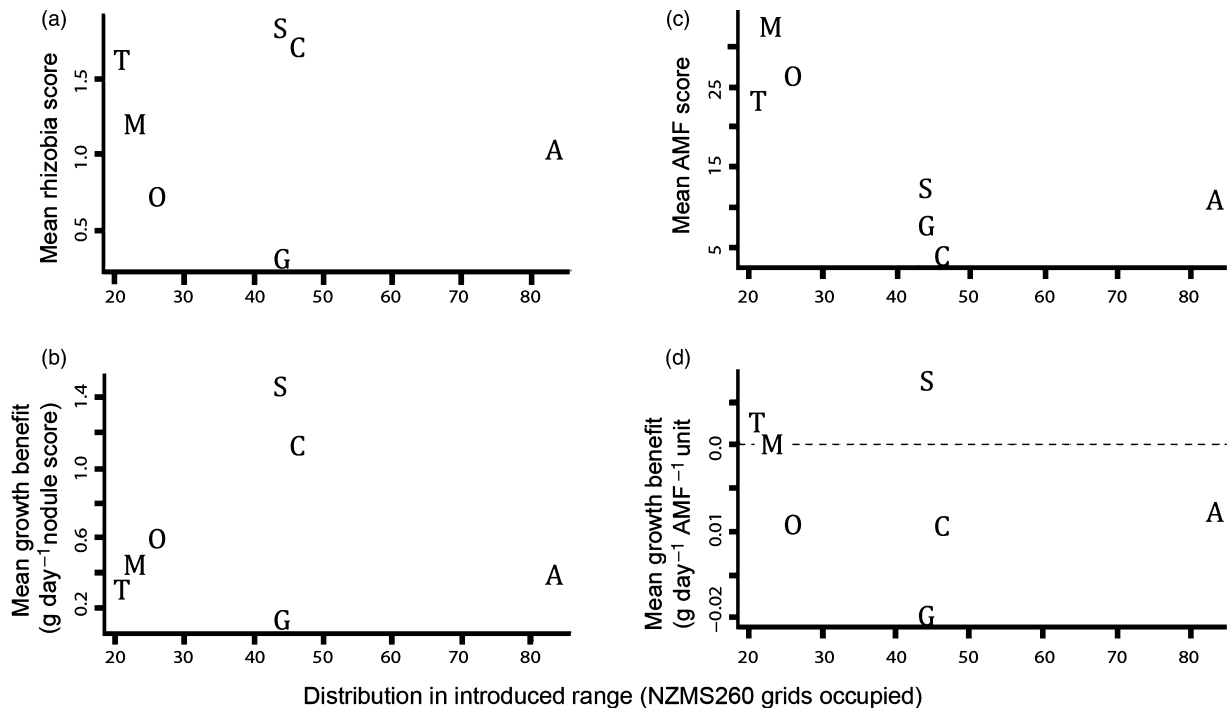 (a)
Mean rhizobia score
1.5
1.0
0.5
T
M
O
S
C
G
A
20 30 40 50 60 70 80
(b)
Mean growth benefit
(g day⁻¹nodule score)
1.4
1.0
0.6
0.2
S
C
O
M
T
G
A
20 30 40 50 60 70 80
(c)
Mean AMF score
25
15
5
M
O
T
S
G
C
A
20 30 40 50 60 70 80
(d)
Mean growth benefit
(g day⁻¹ AMF⁻¹ unit
0.0
0.01
−0.02
S
T
M
O
C
A
G
20 30 40 50 60 70 80
Distribution in introduced range (NZMS260 grids occupied)